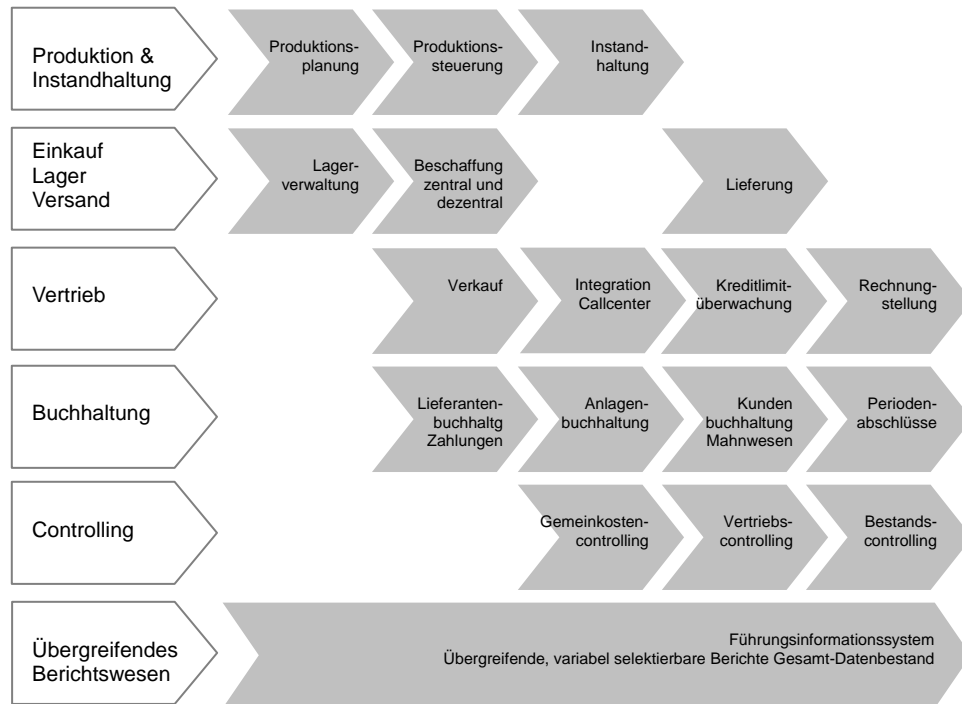 Produktion &
Instandhaltung
Produktions-
planung
Produktions-
steuerung
Instand-
haltung
Einkauf
Lager
Versand
Lager-
verwaltung
Beschaffung
zentral und
dezentral
Lieferung
Vertrieb
Verkauf
Integration
Callcenter
Kreditlimit-
überwachung
Rechnung-
stellung
Buchhaltung
Lieferanten-
buchhaltg
Zahlungen
Anlagen-
buchhaltung
Kunden
buchhaltung
Mahnwesen
Perioden-
abschlüsse
Controlling
Gemeinkosten-
controlling
Vertriebs-
controlling
Bestands-
controlling
Übergreifendes
Berichtswesen
Führungsinformationssystem
Übergreifende, variabel selektierbare Berichte Gesamt-Datenbestand